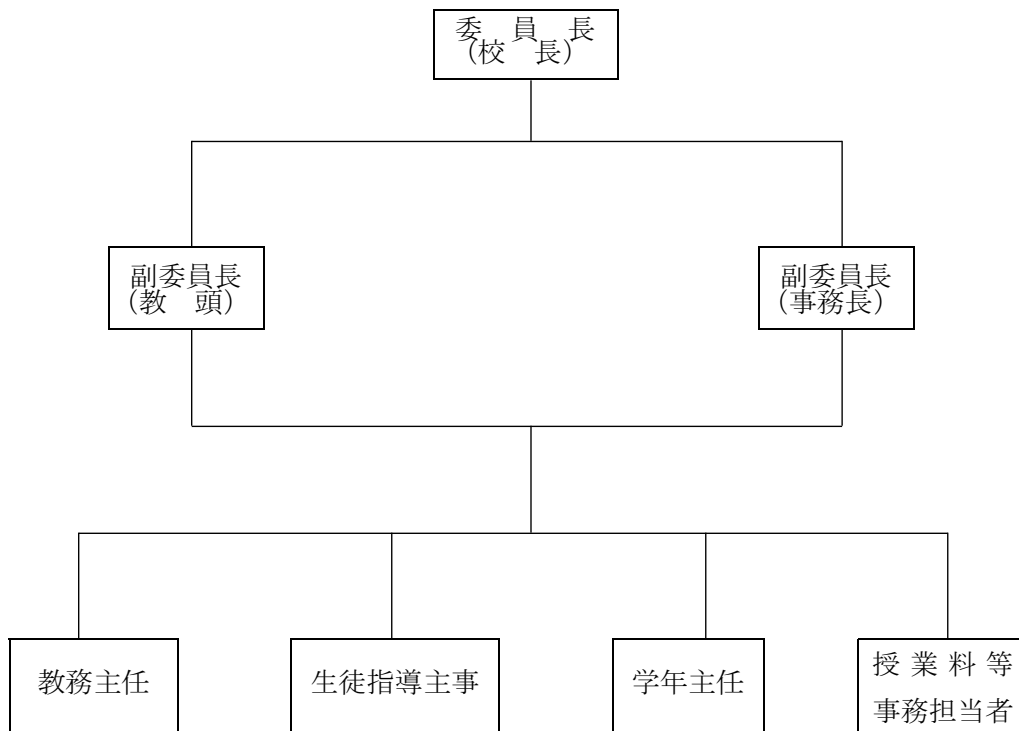 委　員　長
（校　長）
副委員長
（教　頭）
副委員長
（事務長）
教務主任
生徒指導主事
学年主任
授 業 料 等
事務担当者